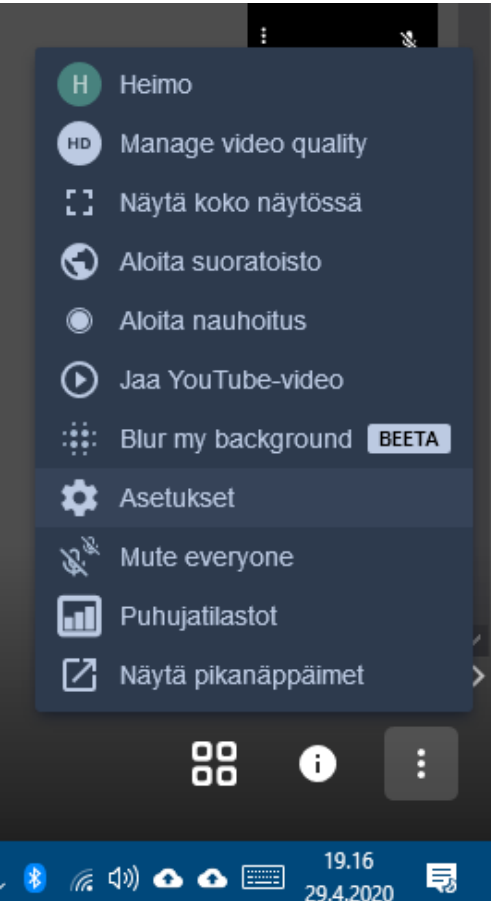 H Heimo
HD Manage video quality
Näytä koko näytössä
Aloita suoratoisto
Aloita nauhoitus
Jaa YouTube-video
Blur my background BEETA
Asetukset
Mute everyone
Puhujatilastot
Näytä pikanäppäimet
19.16
29.4.2020